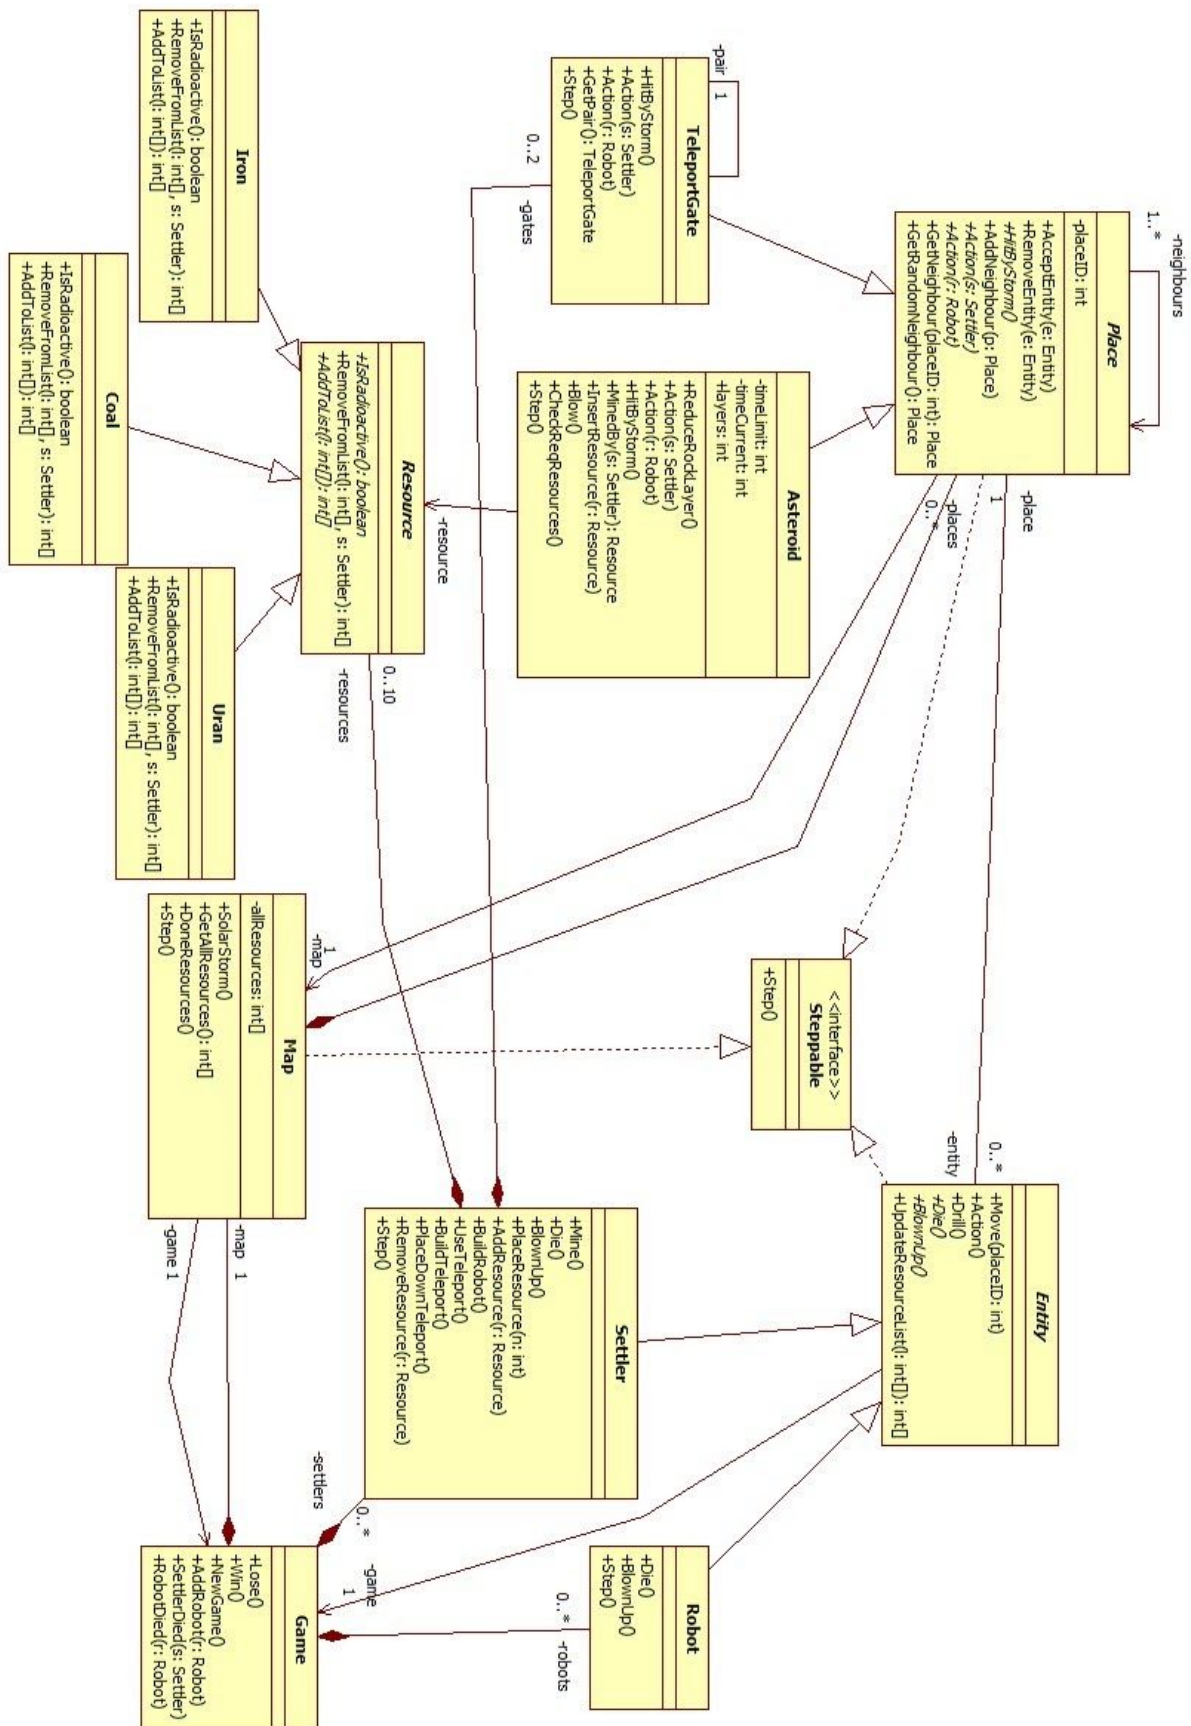 -neighbours
1..*
Place
-placeID: int
+AcceptEntity(e: Entity)
+RemoveEntity(e: Entity)
+HitByStorm()
+AddNeighbour(p: Place)
+Action(s: Settler)
+Action(r: Robot)
+GetNeighbour(placeID: int): Place
+GetRandomNeighbour(): Place
-place
1
-places
0..*
0..*
-entity
Entity
+Move(placeID: int)
+Action()
+Drill()
+Die()
+BlownUp()
+UpdateResourceList(l: int[]): int[]
-pair
1
TeleportGate
+HitByStorm()
+Action(s: Settler)
+Action(r: Robot)
+GetPair(): TeleportGate
+Step()
0..2
-gates
Asteroid
-timeLimit: int
-timeCurrent: int
+layers: int
+ReduceRockLayer()
+Action(s: Settler)
+Action(r: Robot)
+HitByStorm()
+MinedBy(s: Settler): Resource
+InsertResource(r: Resource)
+Blow()
+CheckReqResources()
+Step()
-resource
<<interface>>
Steppable
+Step()
Settler
+Mine()
+Die()
+BlownUp()
+PlaceResource(n: int)
+AddResource(r: Resource)
+BuildRobot()
+UseTeleport()
+BuildTeleport()
+PlaceDownTeleport()
+RemoveResource(r: Resource)
+Step()
-settlers
0..*
Robot
+Die()
+BlownUp()
+Step()
0..*
-robots
-game
1
Resource
+IsRadioactive(): boolean
+RemoveFromList(l: int[], s: Settler): int[]
+AddToList(l: int[]): int[]
0..10
-resources
Iron
+IsRadioactive(): boolean
+RemoveFromList(l: int[], s: Settler): int[]
+AddToList(l: int[]): int[]
Coal
+IsRadioactive(): boolean
+RemoveFromList(l: int[], s: Settler): int[]
+AddToList(l: int[]): int[]
Uran
+IsRadioactive(): boolean
+RemoveFromList(l: int[], s: Settler): int[]
+AddToList(l: int[]): int[]
1
-map
Map
-allResources: int[]
+SolarStorm()
+GetAllResources(): int[]
+DoneResources()
+Step()
-map 1
-game 1
Game
+Lose()
+Win()
+NewGame()
+AddRobot(r: Robot)
+SettlerDied(s: Settler)
+RobotDied(r: Robot)